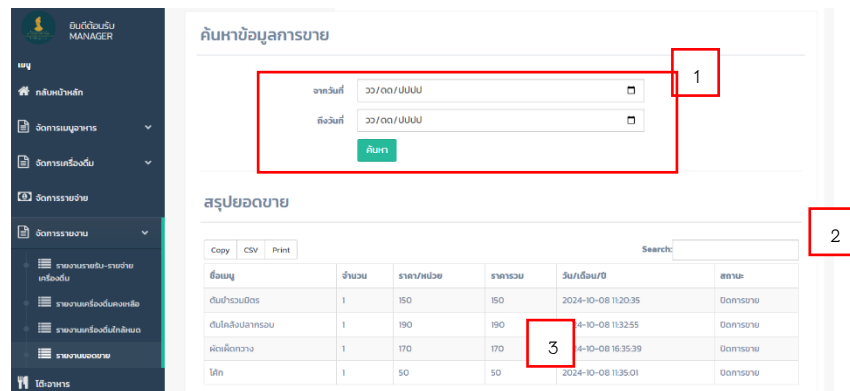 ยินดีต้อนรับ
MANAGER
เมนู
กลับหน้าหลัก
จัดการเมนูอาหาร
จัดการเครื่องดื่ม
จัดการรายจ่าย
จัดการรายงาน
รายงานรายรับ-รายจ่าย
เครื่องดื่ม
รายงานเครื่องดื่มคงเหลือ
รายงานเครื่องดื่มใกล้หมด
รายงานยอดขาย
โต๊ะอาหาร
ค้นหาข้อมูลการขาย
1
จากวันที่ วว/ดด/ปปปป
ถึงวันที่ วว/ดด/ปปปป
ค้นหา
สรุปยอดขาย
2
Copy CSV Print Search:
ชื่อเมนู จำนวน ราคา/หน่วย ราคารวม วัน/เดือน/ปี สถานะ
ตำปูรวมมิตร 1 150 150 2024-10-08 11:20:35 ปิดการขาย
ต้มโคล้งปลากรอบ 1 190 190 2024-10-08 11:32:55 ปิดการขาย
ผัดเผ็ดกวาง 1 170 170 2024-10-08 16:35:39 ปิดการขาย
3
โค้ก 1 50 50 2024-10-08 11:35:01 ปิดการขาย